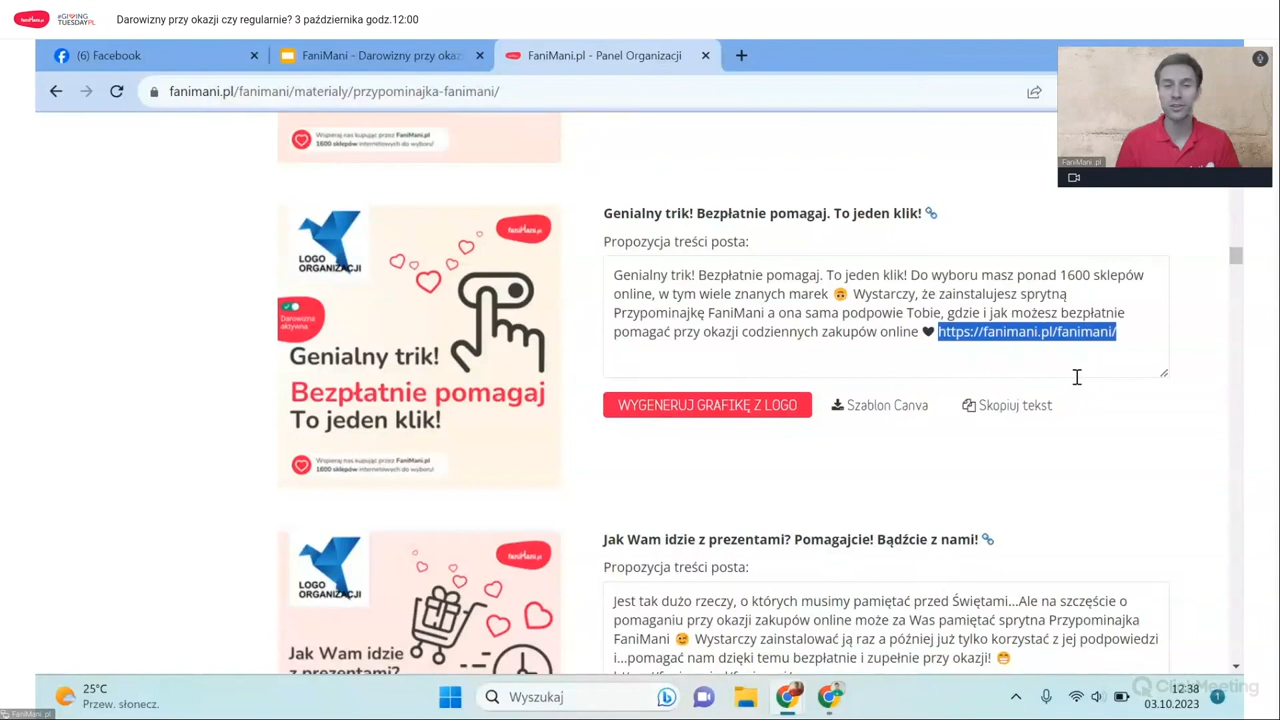 FaniMani.pl
#GIVING
TUESDAYPL
Darowizny przy okazji czy regularnie? 3 października godz.12:00
(6) Facebook
FaniMani - Darowizny przy okaz
FaniMani.pl - Panel Organizacji
fanimani.pl/fanimani/materialy/przypominajka-fanimani/
FaniMani .pl
Wspieraj nas kupując przez FaniMani.pl
1600 sklepów internetowych do wyboru!
LOGO
ORGANIZACJI
faniMani.pl
Darowizna
aktywna
Genialny trik!
Bezpłatnie pomagaj
To jeden klik!
Wspieraj nas kupując przez FaniMani.pl
1600 sklepów internetowych do wyboru!
Genialny trik! Bezpłatnie pomagaj. To jeden klik!
Propozycja treści posta:
Genialny trik! Bezpłatnie pomagaj. To jeden klik! Do wyboru masz ponad 1600 sklepów
online, w tym wiele znanych marek 🙃 Wystarczy, że zainstalujesz sprytną
Przypominajkę FaniMani a ona sama podpowie Tobie, gdzie i jak możesz bezpłatnie
pomagać przy okazji codziennych zakupów online 🖤 https://fanimani.pl/fanimani/
WYGENERUJ GRAFIKĘ Z LOGO
Szablon Canva
Skopiuj tekst
LOGO
ORGANIZACJI
faniMani.pl
Jak Wam idzie
z prezentami?
Jak Wam idzie z prezentami? Pomagajcie! Bądźcie z nami!
Propozycja treści posta:
Jest tak dużo rzeczy, o których musimy pamiętać przed Świętami...Ale na szczęście o
pomaganiu przy okazji zakupów online może za Was pamiętać sprytna Przypominajka
FaniMani 😉 Wystarczy zainstalować ją raz a później już tylko korzystać z jej podpowiedzi
i...pomagać nam dzięki temu bezpłatnie i zupełnie przy okazji! 😁
25°C
Przew. słonecz.
Wyszukaj
ClickMeeting
12:38
03.10.2023
1
FaniMani .pl